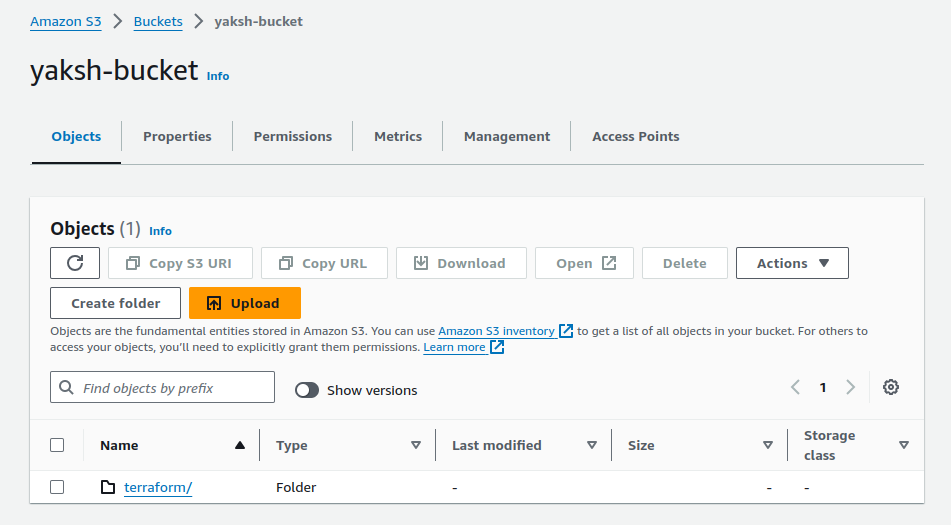 Amazon S3 > Buckets > yaksh-bucket
yaksh-bucket Info
Objects Properties Permissions Metrics Management Access Points
Objects (1) Info
Copy S3 URI Copy URL Download Open Delete Actions
Create folder Upload
Objects are the fundamental entities stored in Amazon S3. You can use Amazon S3 inventory to get a list of all objects in your bucket. For others to
access your objects, you’ll need to explicitly grant them permissions. Learn more
Find objects by prefix Show versions 1
Name Type Last modified Size Storage
class
terraform/ Folder - - -